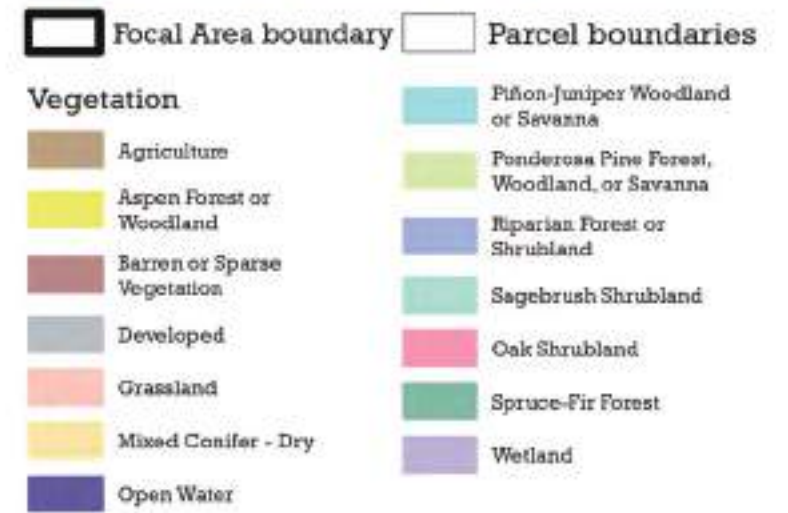 Focal Area boundary
Parcel boundaries
Vegetation
Agriculture
Aspen Forest or
Woodland
Barren or Sparse
Vegetation
Developed
Grassland
Mixed Conifer - Dry
Open Water
Piñon-Juniper Woodland
or Savanna
Ponderosa Pine Forest,
Woodland, or Savanna
Riparian Forest or
Shrubland
Sagebrush Shrubland
Oak Shrubland
Spruce-Fir Forest
Wetland